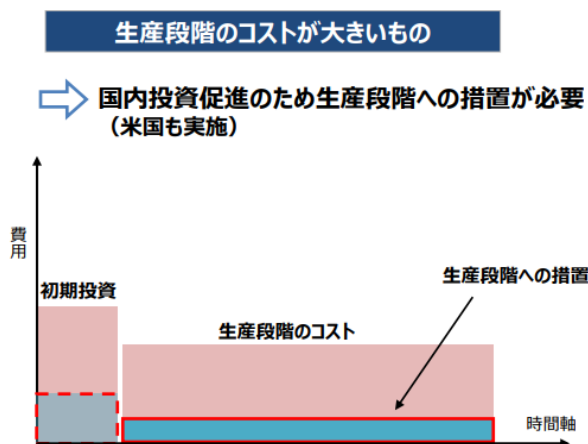 生産段階のコストが大きいもの
国内投資促進のため生産段階への措置が必要
（米国も実施）
費用
初期投資
生産段階への措置
生産段階のコスト
時間軸